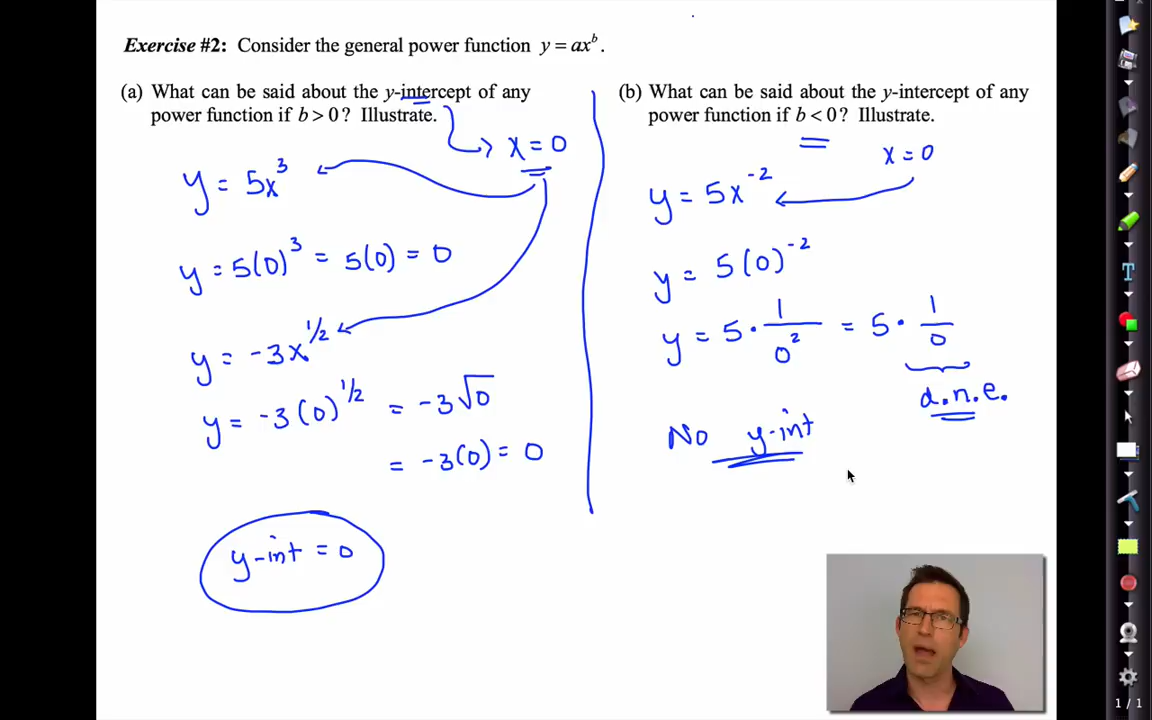 Exercise #2: Consider the general power function y = ax^b.
(a) What can be said about the y-intercept of any
power function if b > 0? Illustrate.
x = 0
y = 5x^3
y = 5(0)^3 = 5(0) = 0
y = -3x^1/2
y = -3(0)^1/2 = -3√0
= -3(0) = 0
y-int = 0
(b) What can be said about the y-intercept of any
power function if b < 0? Illustrate.
x = 0
y = 5x^-2
y = 5(0)^-2
y = 5 · 1/0^2 = 5 · 1/0
d.n.e.
No y-int
T
1 / 1